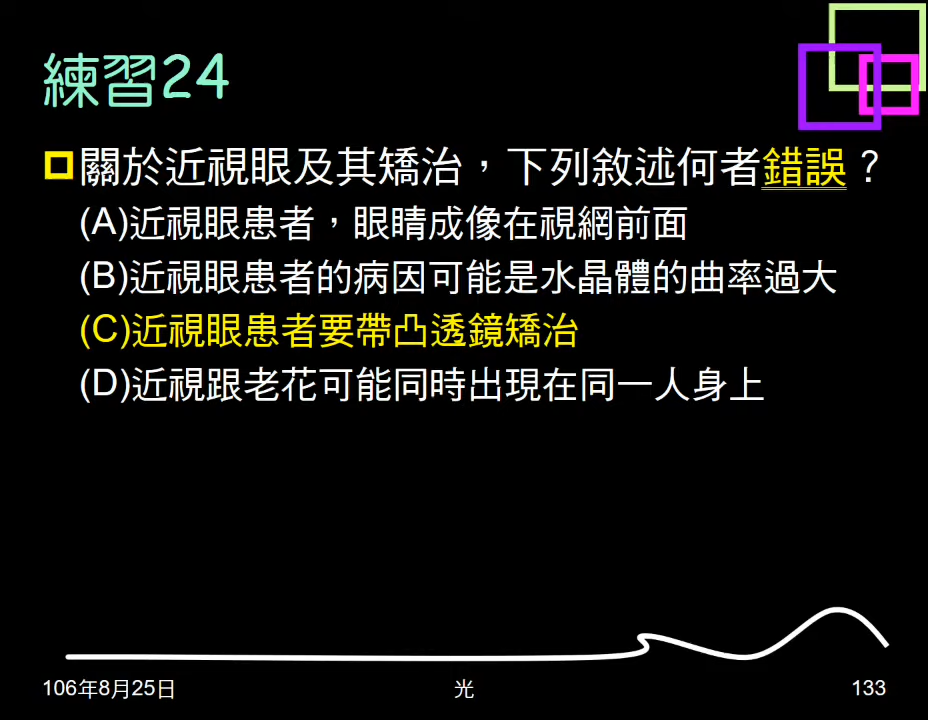 練習24
關於近視眼及其矯治，下列敘述何者錯誤？
(A)近視眼患者，眼睛成像在視網前面
(B)近視眼患者的病因可能是水晶體的曲率過大
(C)近視眼患者要帶凸透鏡矯治
(D)近視跟老花可能同時出現在同一人身上
106年8月25日
光
133